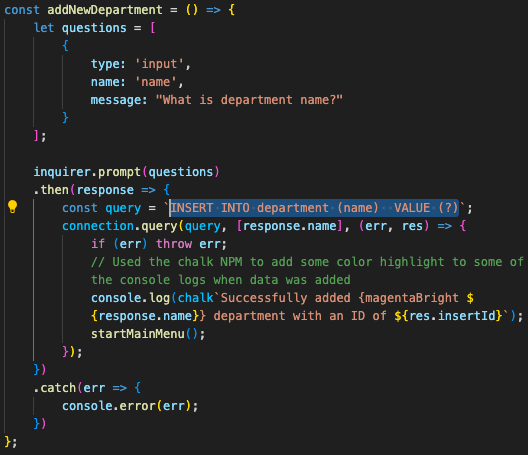 const addNewDepartment = () => {
    let questions = [
        {
            type: 'input',
            name: 'name',
            message: "What is department name?"
        }
    ];

    inquirer.prompt(questions)
    .then(response => {
        const query = `INSERT INTO department (name)  VALUE (?)`;
        connection.query(query, [response.name], (err, res) => {
            if (err) throw err;
            // Used the chalk NPM to add some color highlight to some of
            the console logs when data was added
            console.log(chalk`Successfully added {magentaBright $
            {response.name}} department with an ID of ${res.insertId}`);
            startMainMenu();
        });
    })
    .catch(err => {
        console.error(err);
    })
};